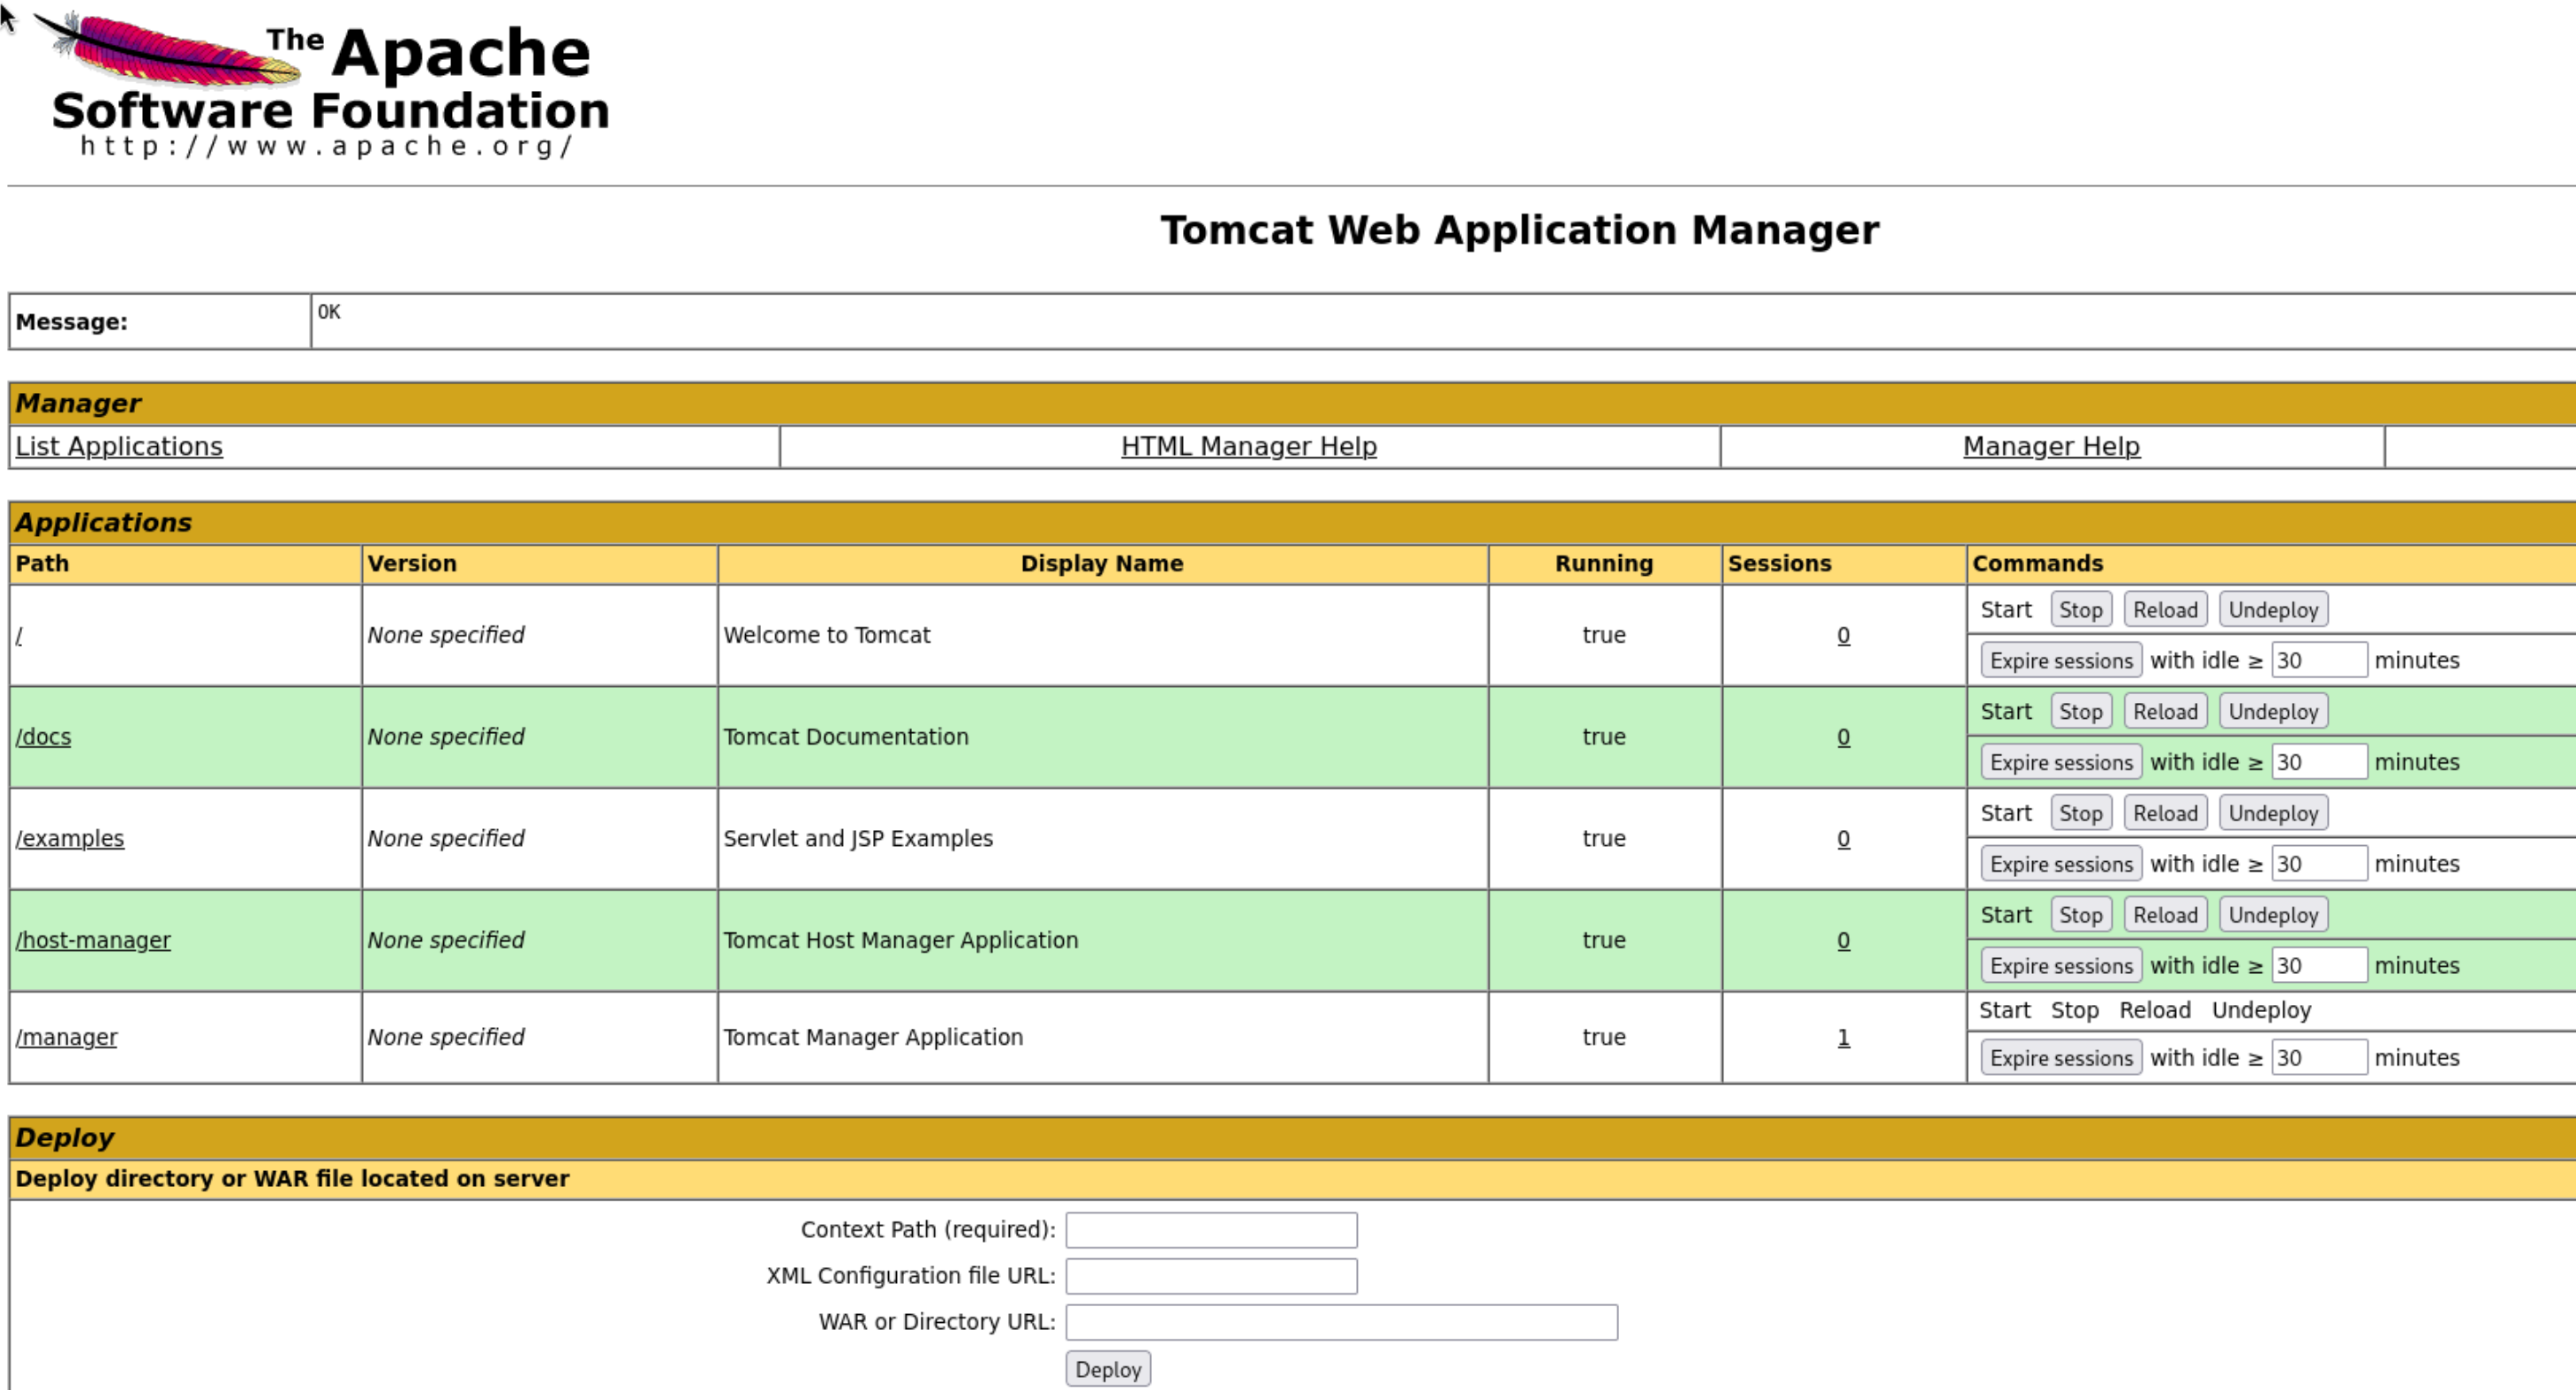 The Apache
Software Foundation
http://www.apache.org/
Tomcat Web Application Manager
Message: OK
Manager
List Applications HTML Manager Help Manager Help
Applications
Path Version Display Name Running Sessions Commands
/ None specified Welcome to Tomcat true 0 Start Stop Reload Undeploy
Expire sessions with idle ≥ 30 minutes
/docs None specified Tomcat Documentation true 0 Start Stop Reload Undeploy
Expire sessions with idle ≥ 30 minutes
/examples None specified Servlet and JSP Examples true 0 Start Stop Reload Undeploy
Expire sessions with idle ≥ 30 minutes
/host-manager None specified Tomcat Host Manager Application true 0 Start Stop Reload Undeploy
Expire sessions with idle ≥ 30 minutes
/manager None specified Tomcat Manager Application true 1 Start Stop Reload Undeploy
Expire sessions with idle ≥ 30 minutes
Deploy
Deploy directory or WAR file located on server
Context Path (required):
XML Configuration file URL:
WAR or Directory URL:
Deploy